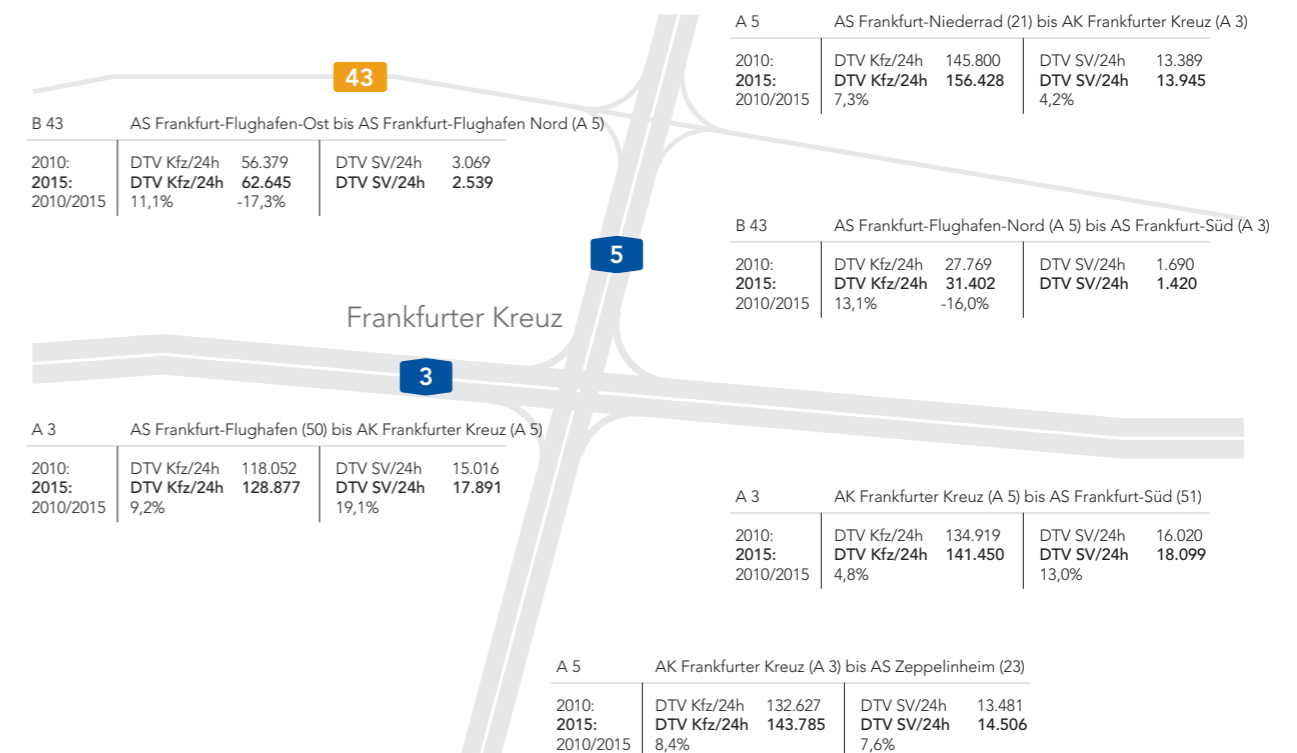 A 5 AS Frankfurt-Niederrad (21) bis AK Frankfurter Kreuz (A 3)
2010: DTV Kfz/24h 145.800 DTV SV/24h 13.389
2015: DTV Kfz/24h 156.428 DTV SV/24h 13.945
2010/2015 7,3% 4,2%
43
B 43 AS Frankfurt-Flughafen-Ost bis AS Frankfurt-Flughafen Nord (A 5)
2010: DTV Kfz/24h 56.379 DTV SV/24h 3.069
2015: DTV Kfz/24h 62.645 DTV SV/24h 2.539
2010/2015 11,1% -17,3%
B 43 AS Frankfurt-Flughafen-Nord (A 5) bis AS Frankfurt-Süd (A 3)
2010: DTV Kfz/24h 27.769 DTV SV/24h 1.690
2015: DTV Kfz/24h 31.402 DTV SV/24h 1.420
2010/2015 13,1% -16,0%
5
Frankfurter Kreuz
3
A 3 AS Frankfurt-Flughafen (50) bis AK Frankfurter Kreuz (A 5)
2010: DTV Kfz/24h 118.052 DTV SV/24h 15.016
2015: DTV Kfz/24h 128.877 DTV SV/24h 17.891
2010/2015 9,2% 19,1%
A 3 AK Frankfurter Kreuz (A 5) bis AS Frankfurt-Süd (51)
2010: DTV Kfz/24h 134.919 DTV SV/24h 16.020
2015: DTV Kfz/24h 141.450 DTV SV/24h 18.099
2010/2015 4,8% 13,0%
A 5 AK Frankfurter Kreuz (A 3) bis AS Zeppelinheim (23)
2010: DTV Kfz/24h 132.627 DTV SV/24h 13.481
2015: DTV Kfz/24h 143.785 DTV SV/24h 14.506
2010/2015 8,4% 7,6%